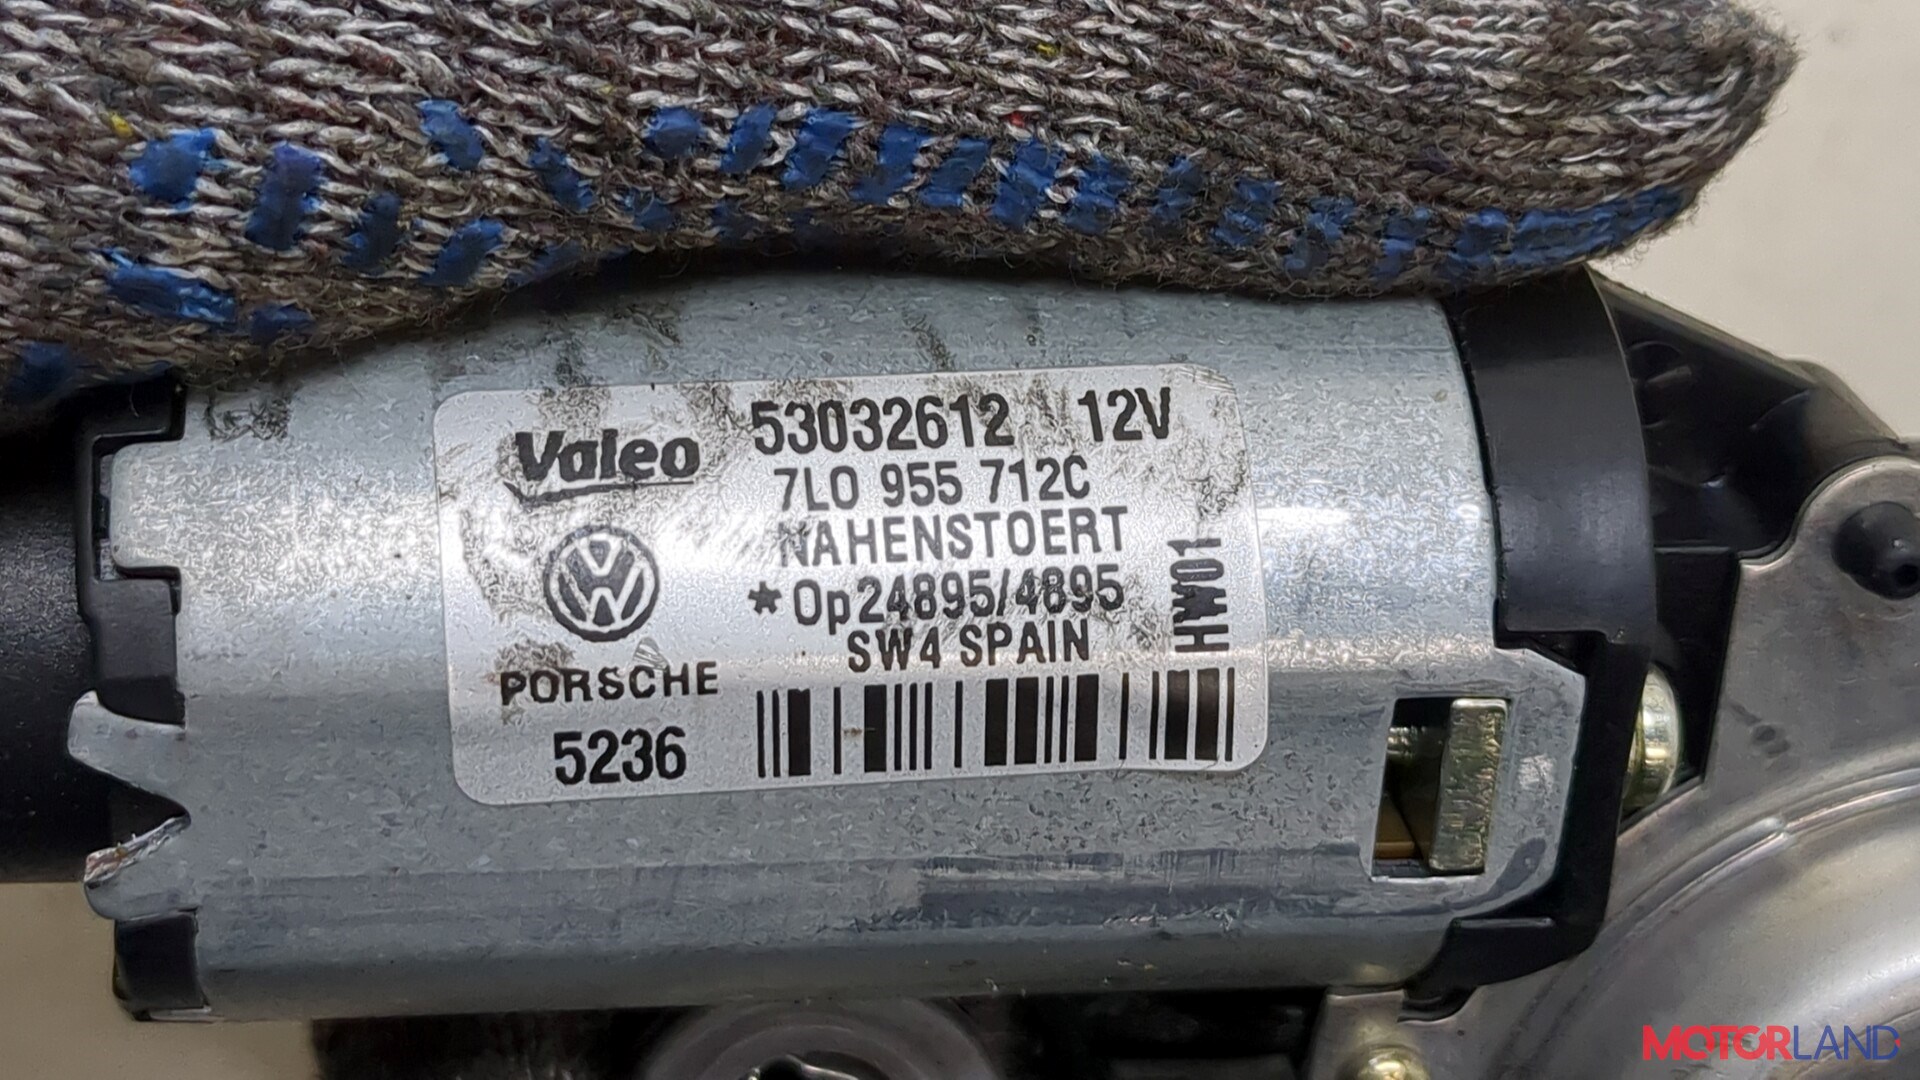 Valeo 53032612 12V
7L0 955 712C
NAHENSTOERT
*Op24895/4895
SW4 SPAIN
HW01
PORSCHE
5236
MOTORLAND